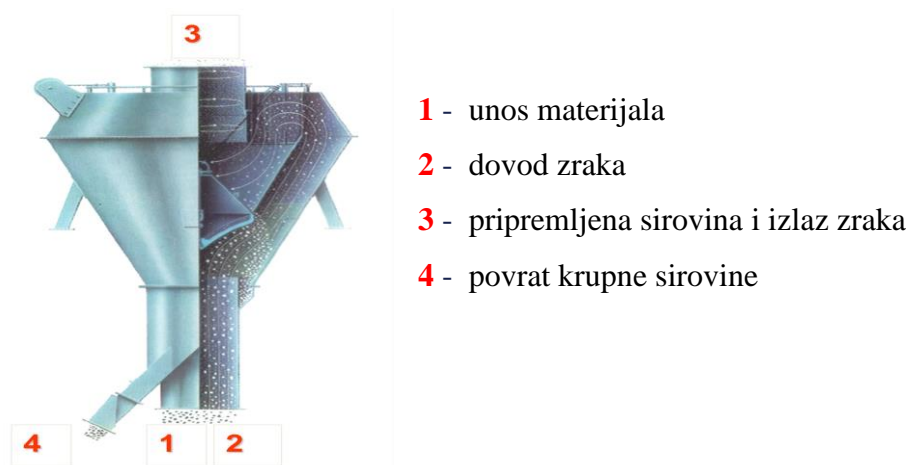 3
1 - unos materijala
2 - dovod zraka
3 - pripremljena sirovina i izlaz zraka
4 - povrat krupne sirovine
4 1 2